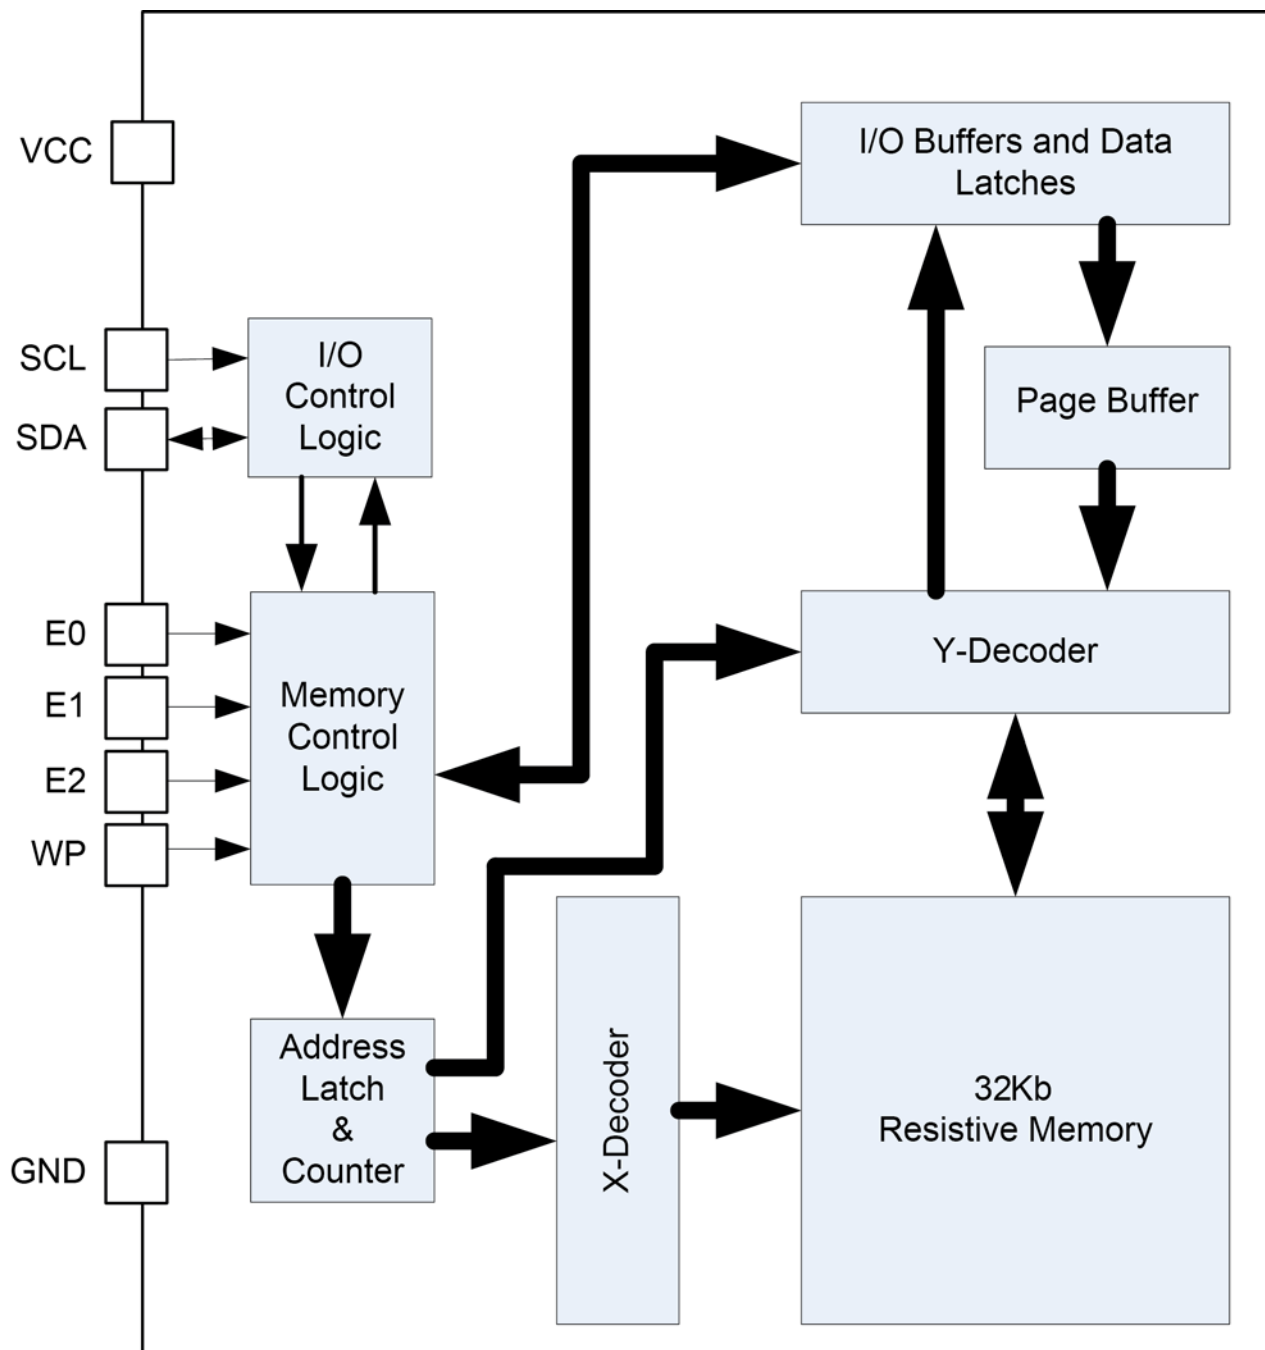 VCC
I/O Buffers and Data
Latches
SCL
SDA
I/O
Control
Logic
Page Buffer
E0
E1
E2
WP
Memory
Control
Logic
Y-Decoder
Address
Latch
&
Counter
X-Decoder
32Kb
Resistive Memory
GND